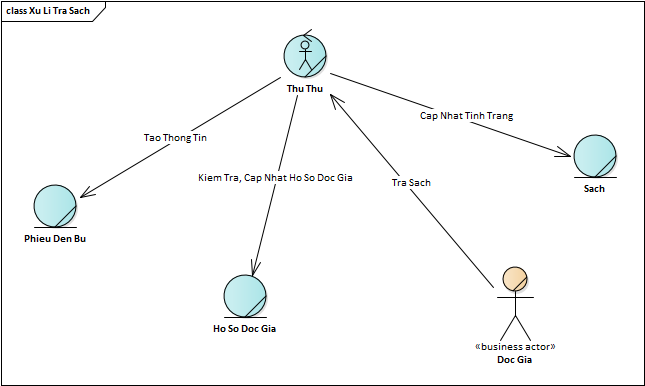 class Xu Li Tra Sach
Thu Thu
Cap Nhat Tinh Trang
Tao Thong Tin
Kiem Tra, Cap Nhat Ho So Doc Gia
Tra Sach
Sach
Phieu Den Bu
Ho So Doc Gia
«business actor»
Doc Gia